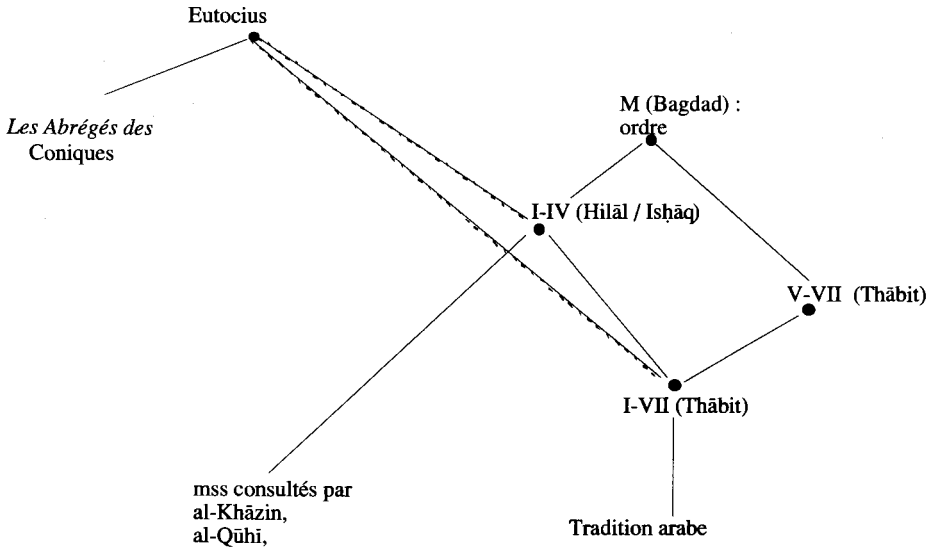 Eutocius
Les Abrégés des
Coniques
M (Bagdad) :
ordre
I-IV (Hilāl / Isḥāq)
V-VII (Thābit)
I-VII (Thābit)
mss consultés par
al-Khāzin,
al-Qūhī,
Tradition arabe